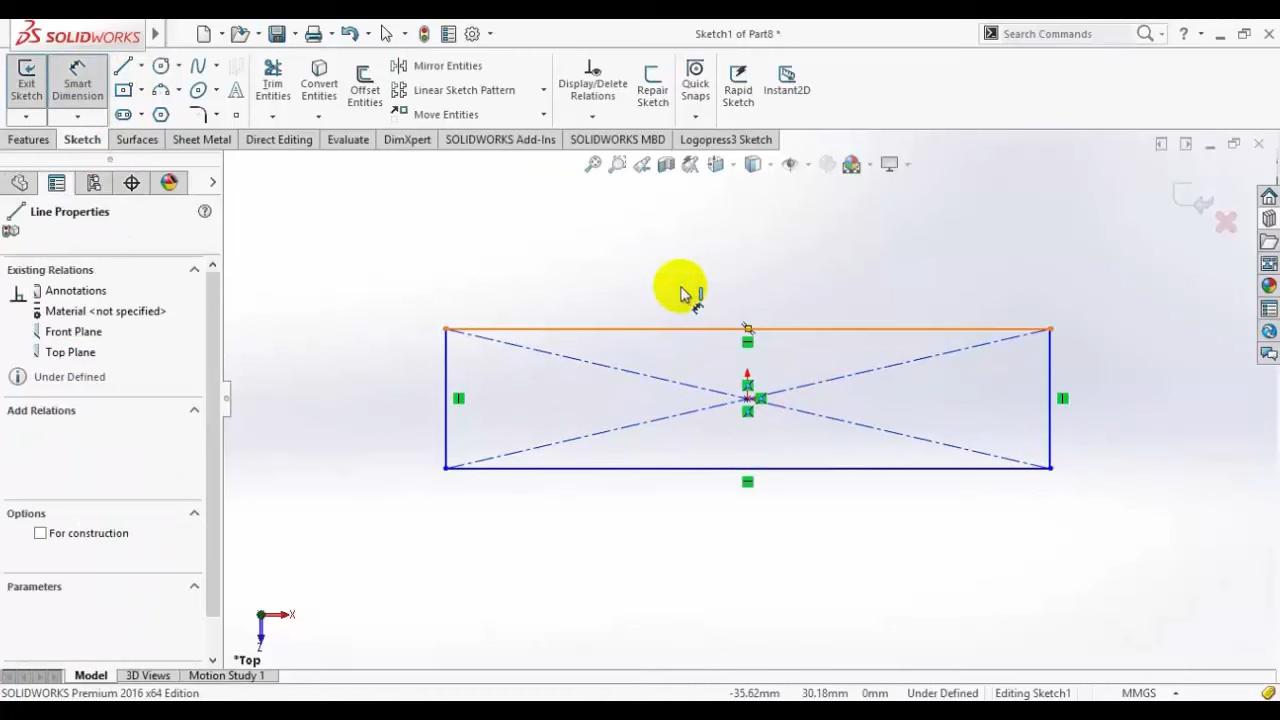 SOLIDWORKS
Sketch1 of Part8 *
Search Commands
?
Exit Sketch
Smart Dimension
Trim Entities
Convert Entities
Offset Entities
Mirror Entities
Linear Sketch Pattern
Move Entities
Display/Delete Relations
Repair Sketch
Quick Snaps
Rapid Sketch
Instant2D
Features
Sketch
Surfaces
Sheet Metal
Direct Editing
Evaluate
DimXpert
SOLIDWORKS Add-Ins
SOLIDWORKS MBD
Logopress3 Sketch
Line Properties
?
Existing Relations
Annotations
Material <not specified>
Front Plane
Top Plane
Under Defined
Add Relations
Options
For construction
Parameters
X
Z
*Top
Model
3D Views
Motion Study 1
SOLIDWORKS Premium 2016 x64 Edition
-35.62mm
30.18mm
0mm
Under Defined
Editing Sketch1
MMGS